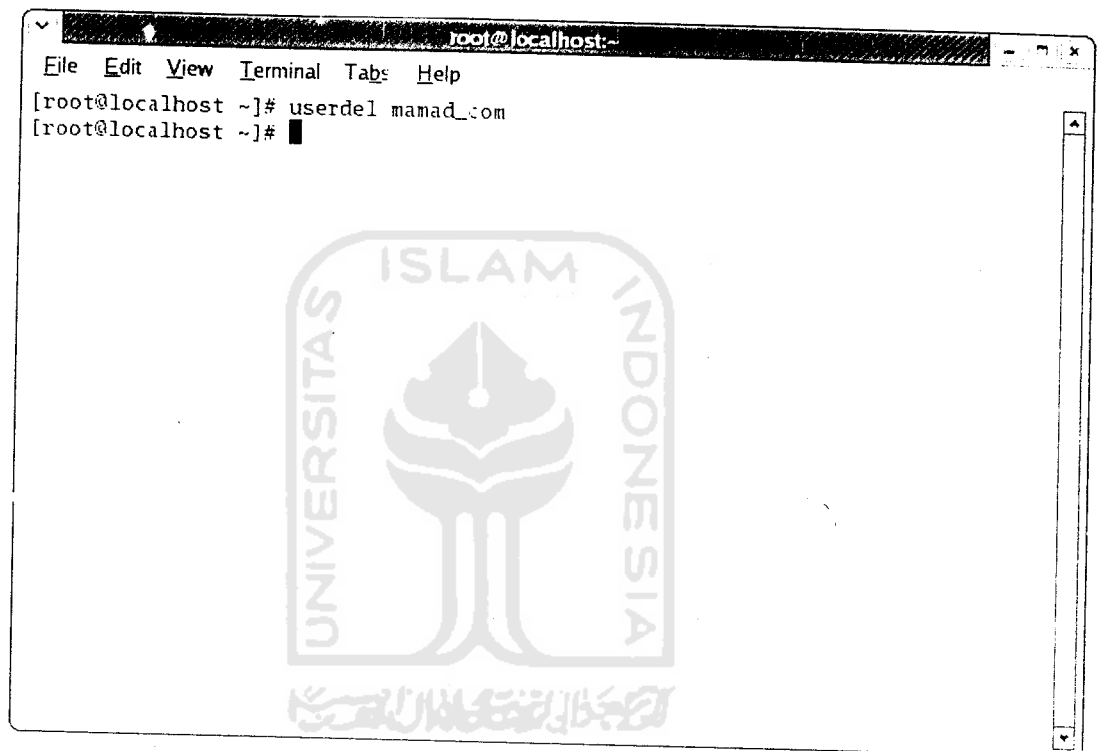 root@localhost:~
File Edit View Terminal Tabs Help
[root@localhost ~]# userdel mamad_com
[root@localhost ~]#
UNIVERSITAS
ISLAM
INDONESIA